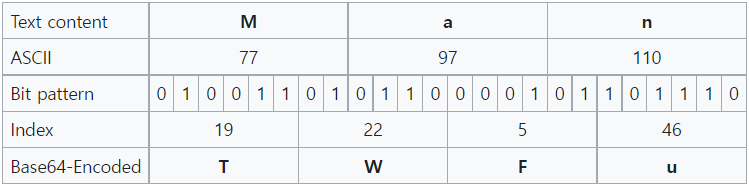 Text content M a n
ASCII 77 97 110
Bit pattern 0 1 0 0 1 1 0 1 0 1 1 0 0 0 0 1 0 1 1 0 1 1 1 0
Index 19 22 5 46
Base64-Encoded T W F u